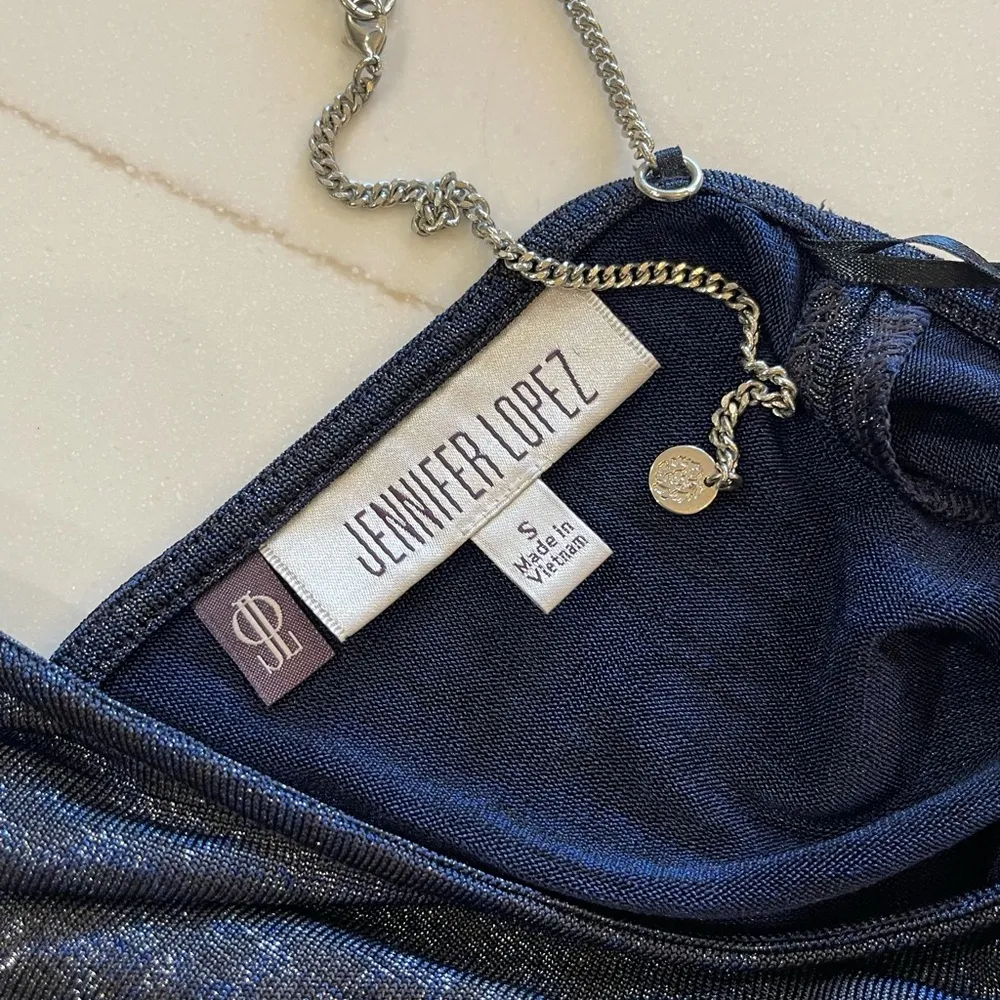 JENNIFER LOPEZ
S
Made in
Vietnam
JL